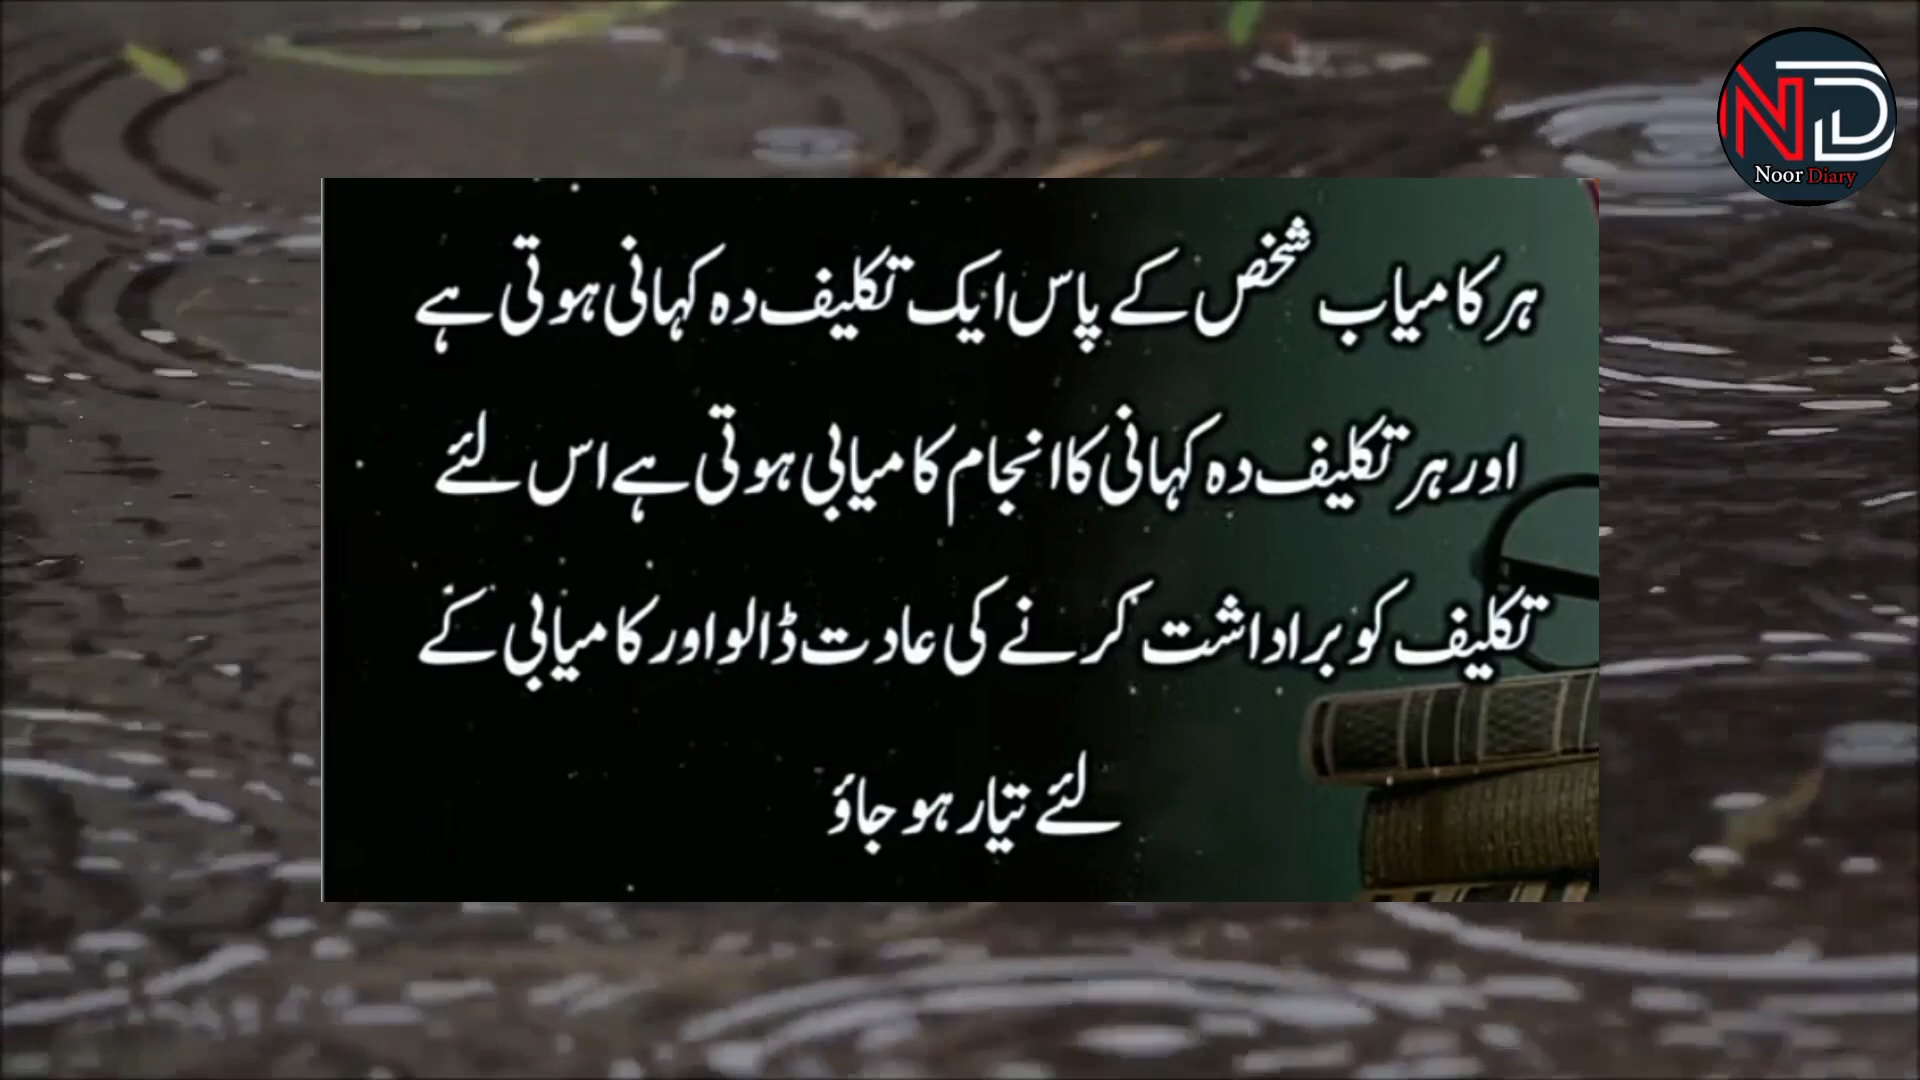 ND
Noor Diary
ہر کامیاب شخص کے پاس ایک تکلیف دہ کہانی ہوتی ہے
اور ہر تکلیف دہ کہانی کا انجام کامیابی ہوتی ہے اس لئے
تکلیف کو براداشت کرنے کی عادت ڈالو اور کامیابی کے
لئے تیار ہو جاؤ